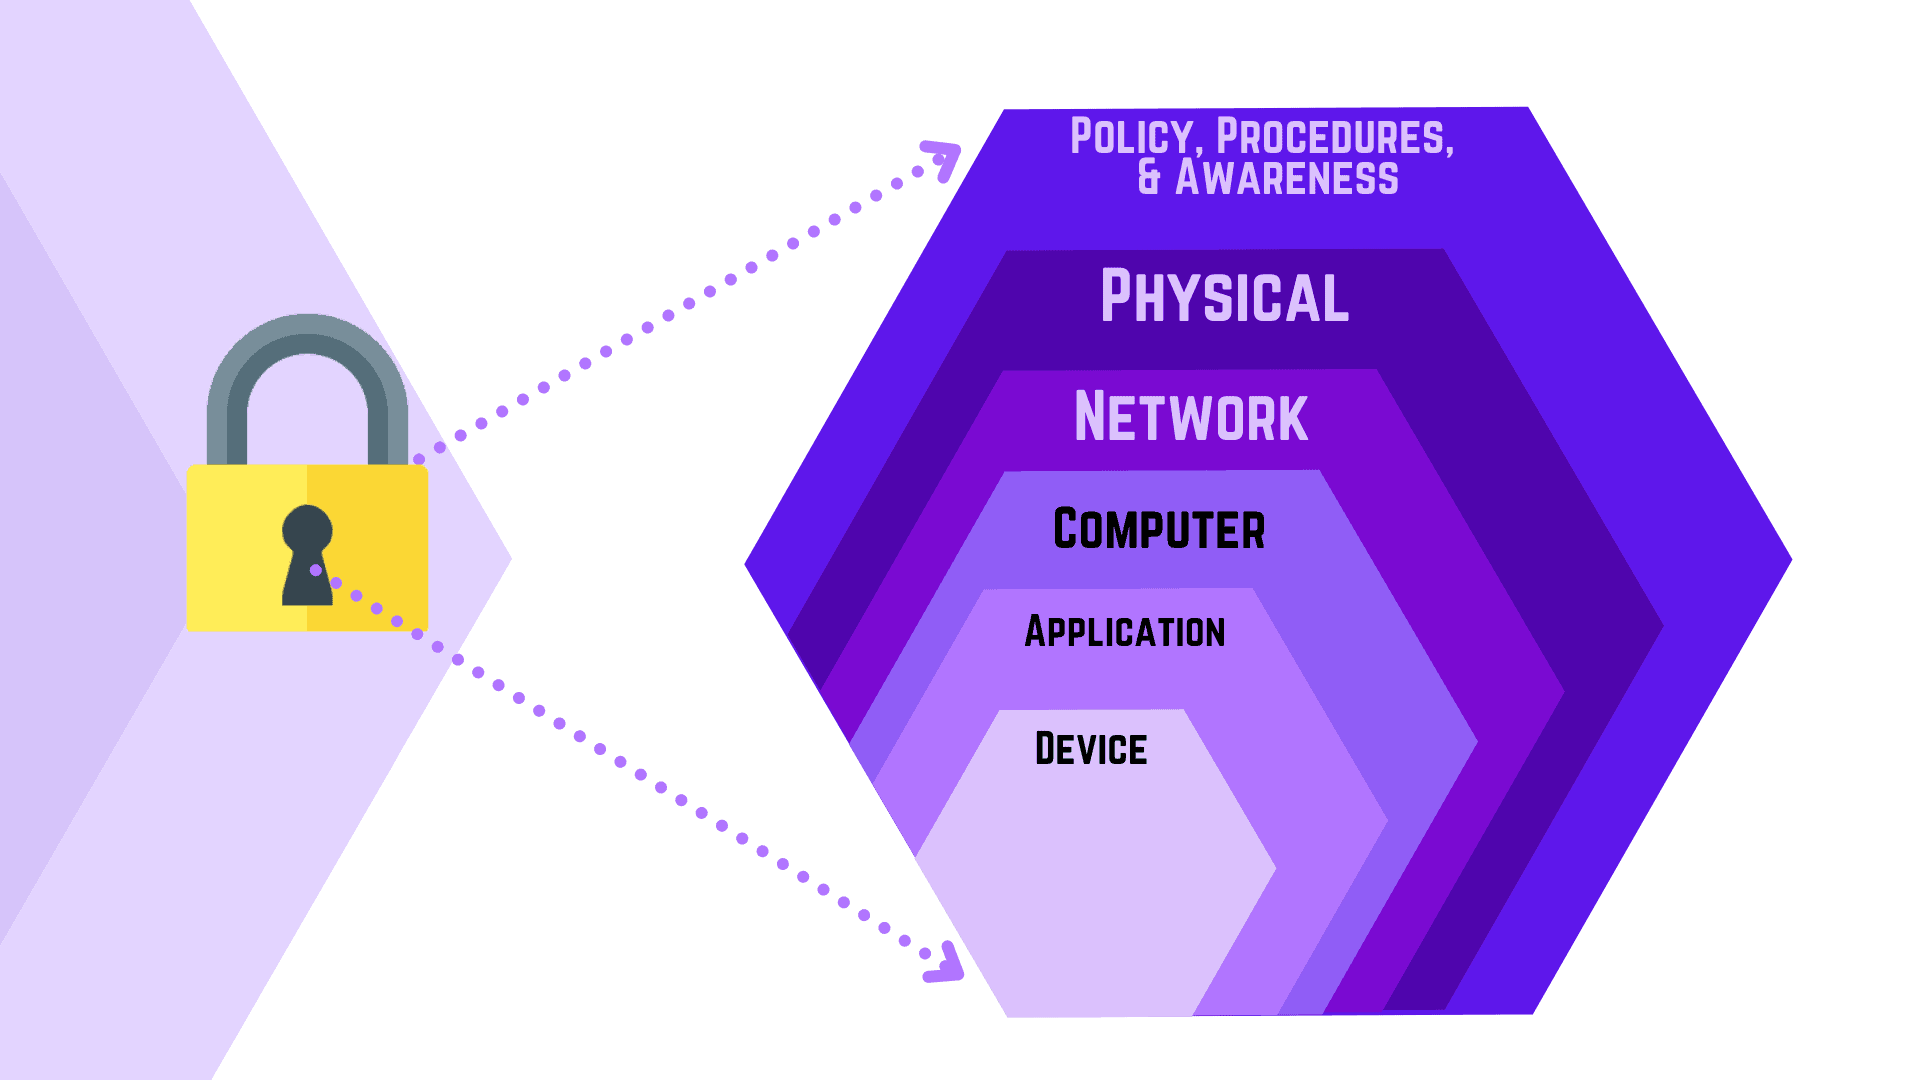 Policy, Procedures,
& Awareness
Physical
Network
Computer
Application
Device